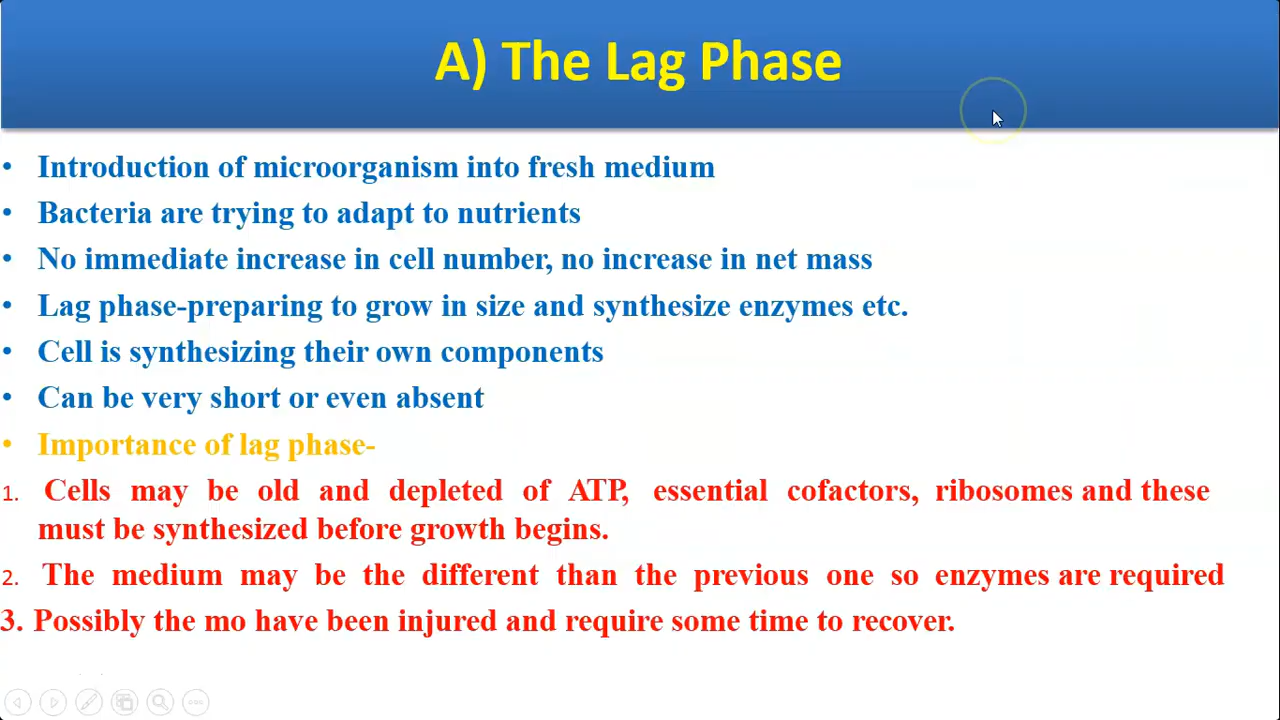 A) The Lag Phase
• Introduction of microorganism into fresh medium
• Bacteria are trying to adapt to nutrients
• No immediate increase in cell number, no increase in net mass
• Lag phase-preparing to grow in size and synthesize enzymes etc.
• Cell is synthesizing their own components
• Can be very short or even absent
• Importance of lag phase-
1. Cells may be old and depleted of ATP, essential cofactors, ribosomes and these
must be synthesized before growth begins.
2. The medium may be the different than the previous one so enzymes are required
3. Possibly the mo have been injured and require some time to recover.